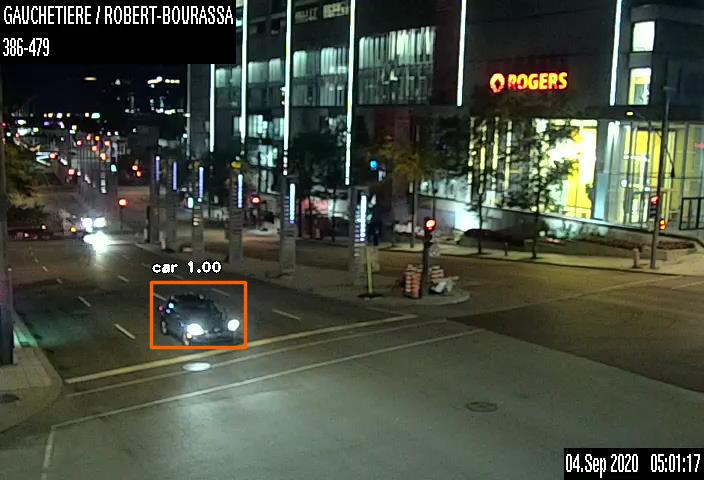 GAUCHETIERE / ROBERT-BOURASSA
386-479
ROGERS
car 1.00
04.Sep 2020 05:01:17